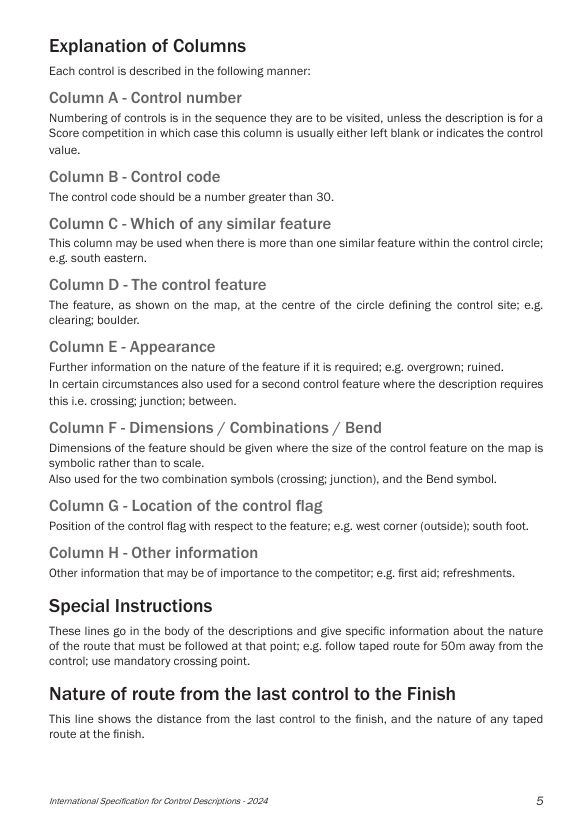 Explanation of Columns
Each control is described in the following manner:
Column A - Control number
Numbering of controls is in the sequence they are to be visited, unless the description is for a
Score competition in which case this column is usually either left blank or indicates the control
value.
Column B - Control code
The control code should be a number greater than 30.
Column C - Which of any similar feature
This column may be used when there is more than one similar feature within the control circle;
e.g. south eastern.
Column D - The control feature
The feature, as shown on the map, at the centre of the circle defining the control site; e.g.
clearing; boulder.
Column E - Appearance
Further information on the nature of the feature if it is required; e.g. overgrown; ruined.
In certain circumstances also used for a second control feature where the description requires
this i.e. crossing; junction; between.
Column F - Dimensions / Combinations / Bend
Dimensions of the feature should be given where the size of the control feature on the map is
symbolic rather than to scale.
Also used for the two combination symbols (crossing; junction), and the Bend symbol.
Column G - Location of the control flag
Position of the control flag with respect to the feature; e.g. west corner (outside); south foot.
Column H - Other information
Other information that may be of importance to the competitor; e.g. first aid; refreshments.
Special Instructions
These lines go in the body of the descriptions and give specific information about the nature
of the route that must be followed at that point; e.g. follow taped route for 50m away from the
control; use mandatory crossing point.
Nature of route from the last control to the Finish
This line shows the distance from the last control to the finish, and the nature of any taped
route at the finish.
International Specification for Control Descriptions - 2024
5